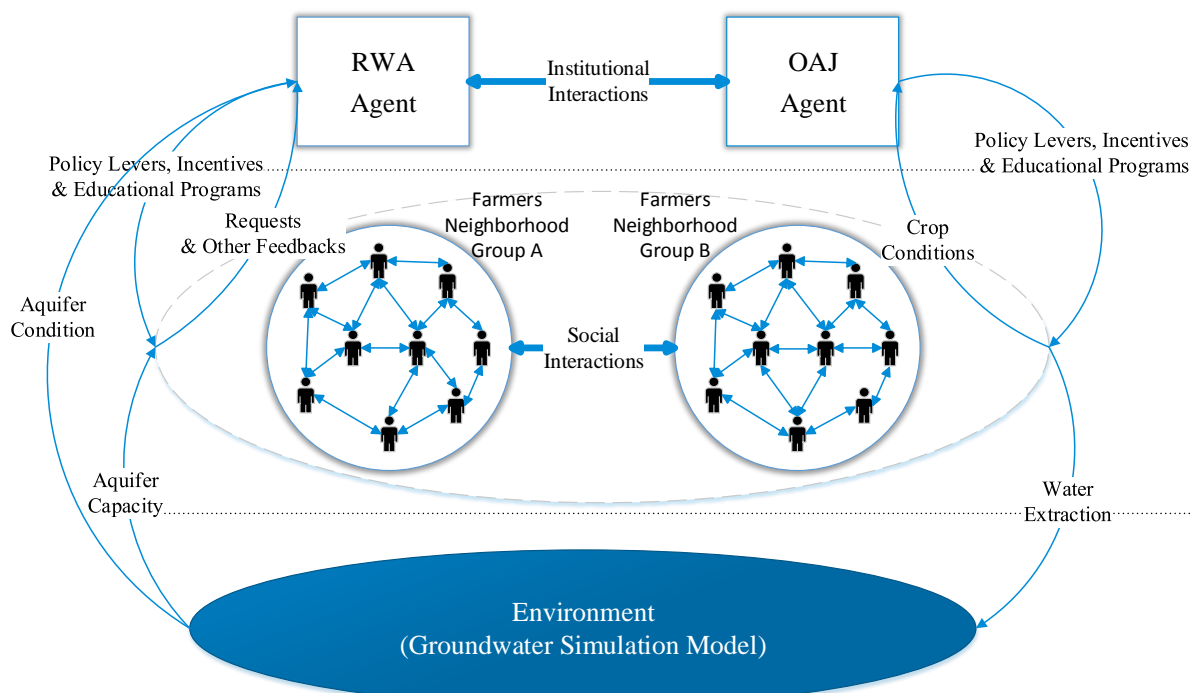 RWA
Agent
Institutional
Interactions
OAJ
Agent
Policy Levers, Incentives
& Educational Programs
Policy Levers, Incentives
& Educational Programs
Requests
& Other Feedbacks
Farmers
Neighborhood
Group A
Farmers
Neighborhood
Group B
Crop
Conditions
Aquifer
Condition
Social
Interactions
Aquifer
Capacity
Water
Extraction
Environment
(Groundwater Simulation Model)